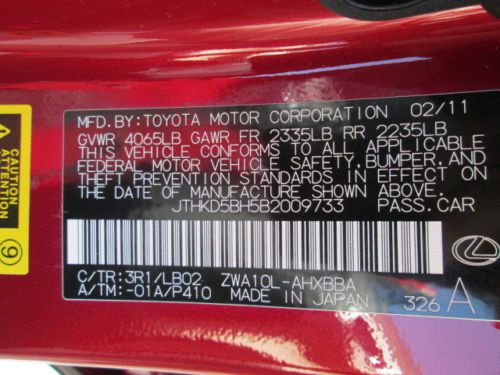 MFD.BY:TOYOTA MOTOR CORPORATION 02/11
GVWR 4065LB GAWR FR 2335LB RR 2235LB
THIS VEHICLE CONFORMS TO ALL APPLICABLE
FEDERAL MOTOR VEHICLE SAFETY,BUMPER,AND
THEFT PREVENTION STANDARDS IN EFFECT ON
THE DATE OF MANUFACTURE SHOWN ABOVE.
JTHKD5BH5B2009733 PASS.CAR
C/TR:3R1/LB02 ZWA10L-AHXBBA
A/TM:-01A/P410 MADE IN JAPAN 326 A
CAUTION
ATTENTION
9